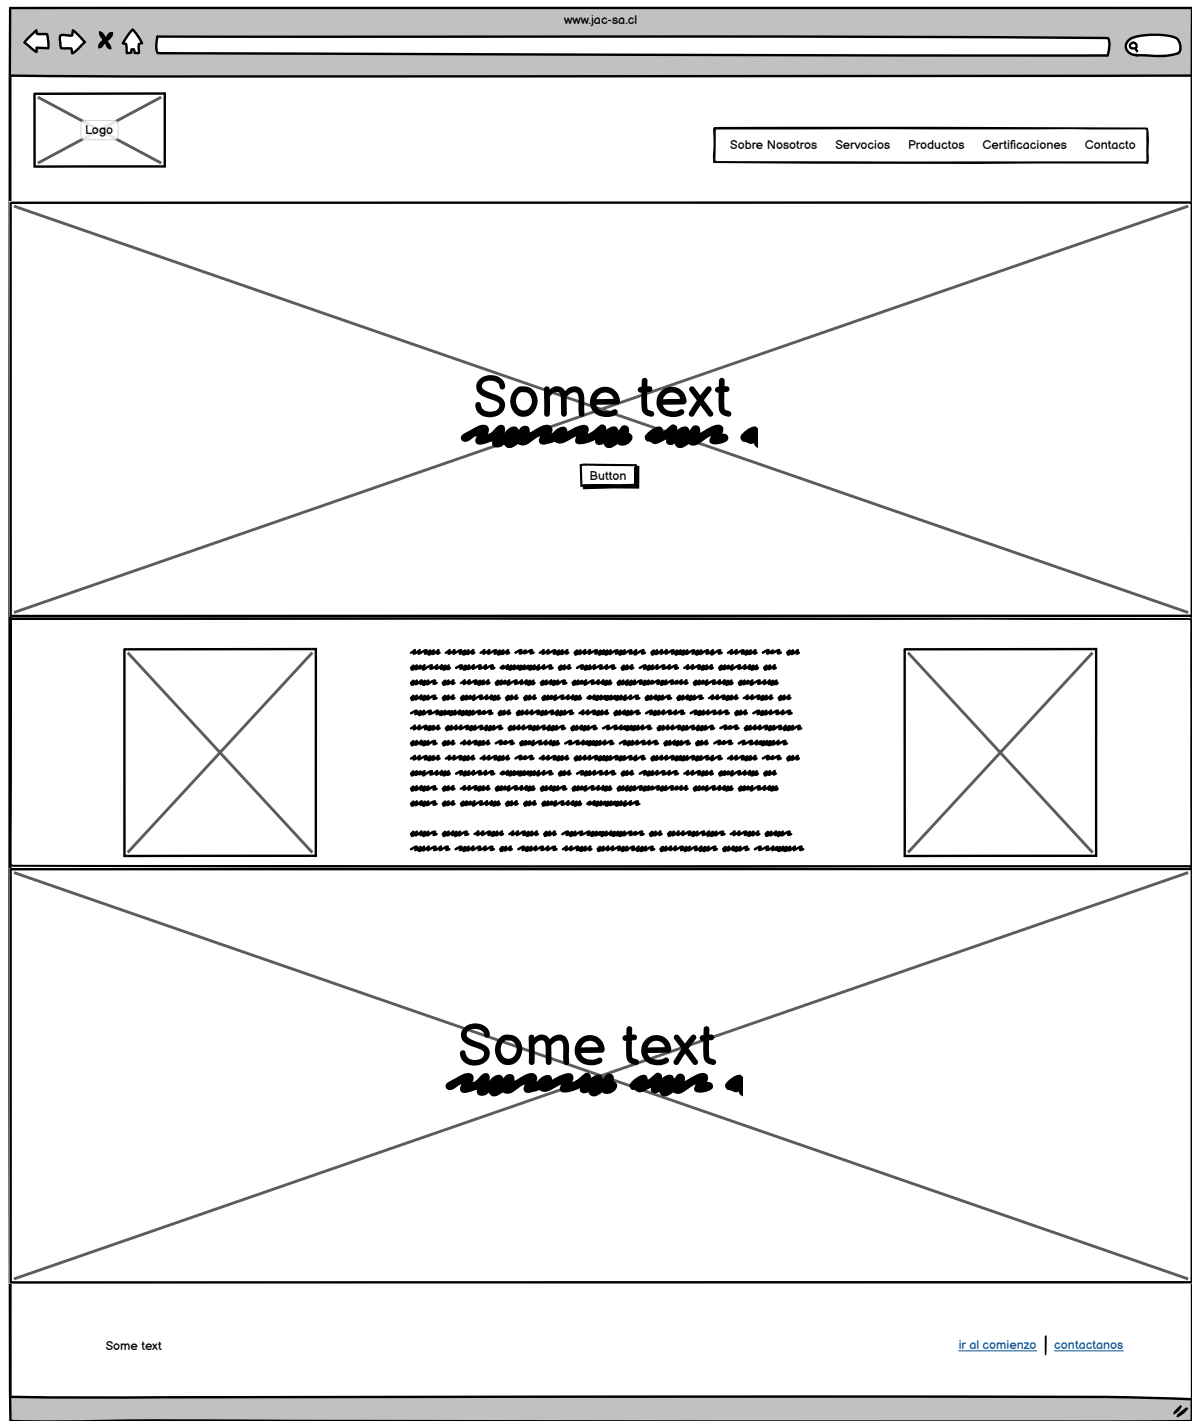 www.jac-sa.cl
Logo
Sobre Nosotros Servicios Productos Certificaciones Contacto
Some text
Button
Some text
Some text
ir al comienzo contactanos